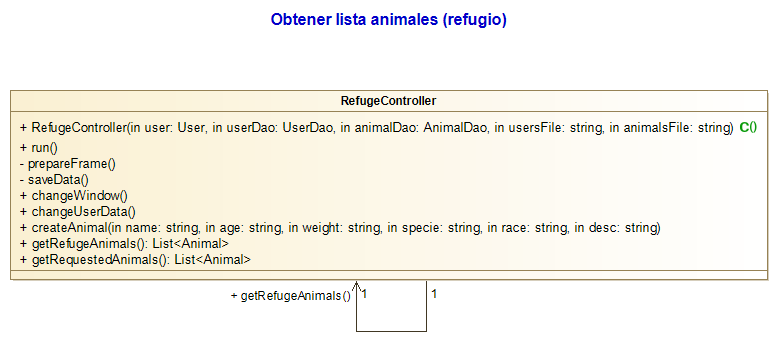 Obtener lista animales (refugio)
RefugeController
+ RefugeController(in user: User, in userDao: UserDao, in animalDao: AnimalDao, in usersFile: string, in animalsFile: string) C()
+ run()
- prepareFrame()
- saveData()
+ changeWindow()
+ changeUserData()
+ createAnimal(in name: string, in age: string, in weight: string, in specie: string, in race: string, in desc: string)
+ getRefugeAnimals(): List<Animal>
+ getRequestedAnimals(): List<Animal>
+ getRefugeAnimals() 1 1